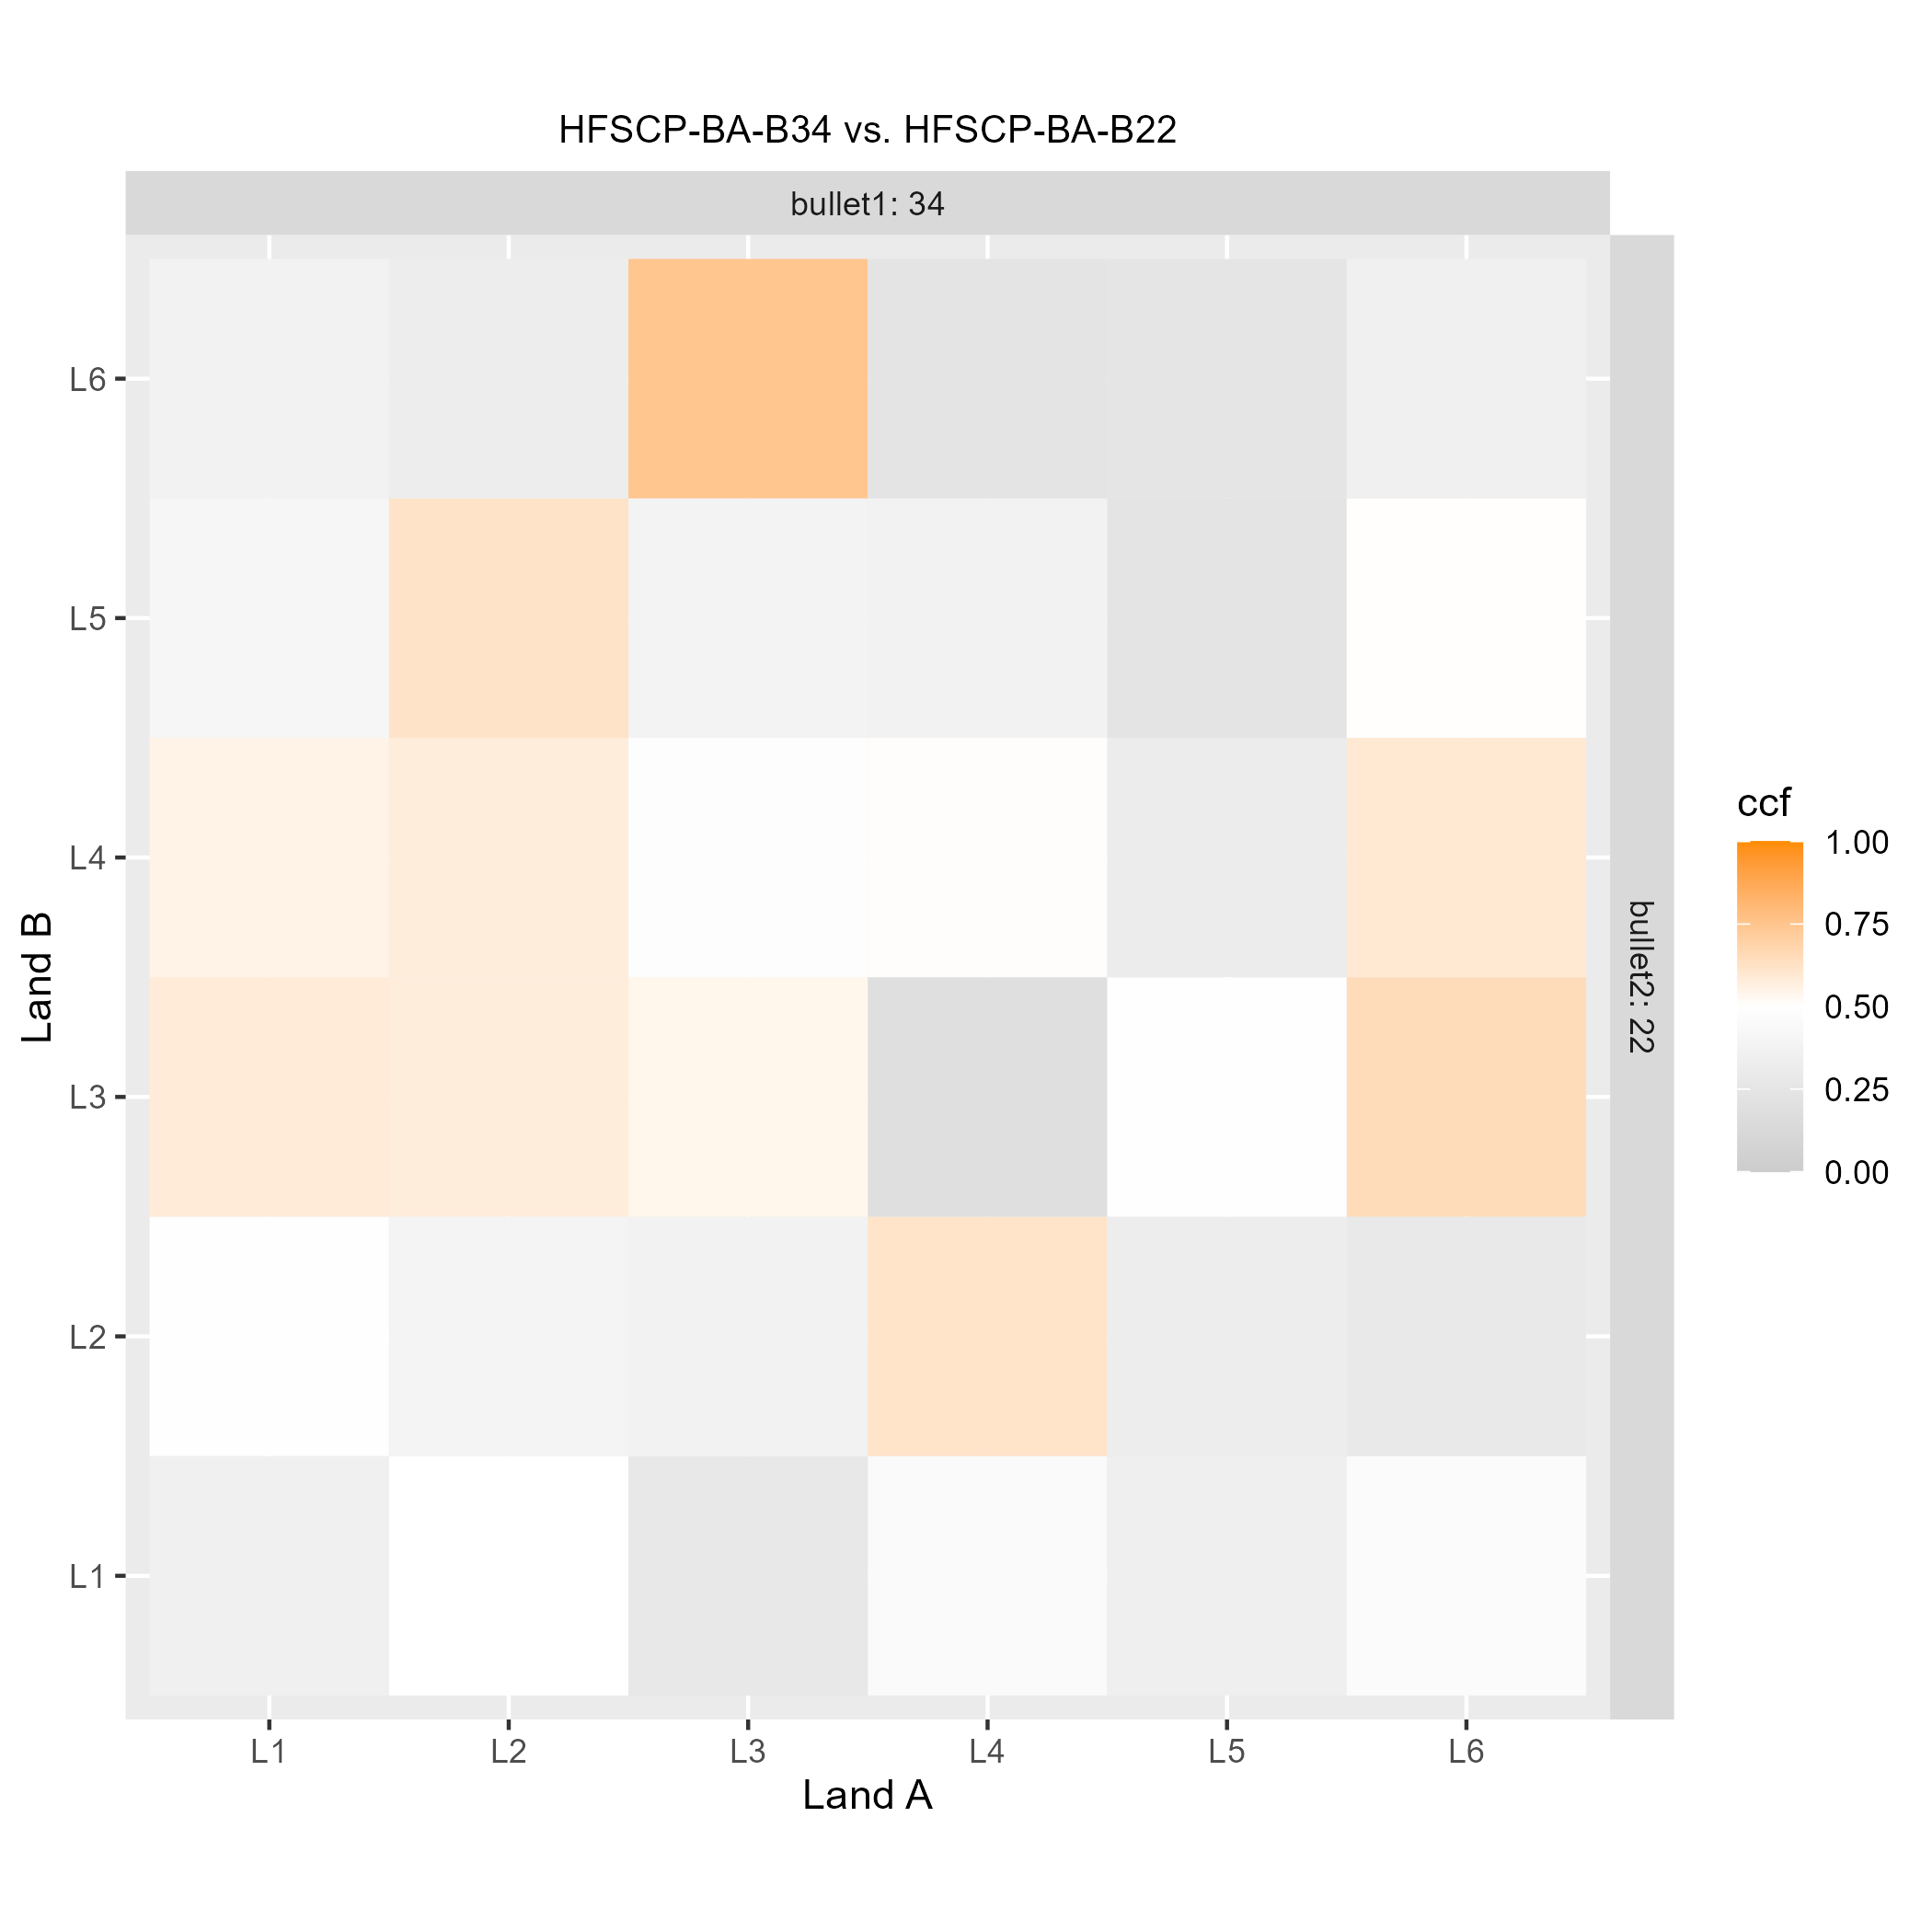 HFSCP-BA-B34 vs. HFSCP-BA-B22
bullet1: 34
L6
L5
L4
L3
L2
L1
Land B
bullet2: 22
L1 L2 L3 L4 L5 L6
Land A
ccf
1.00
0.75
0.50
0.25
0.00